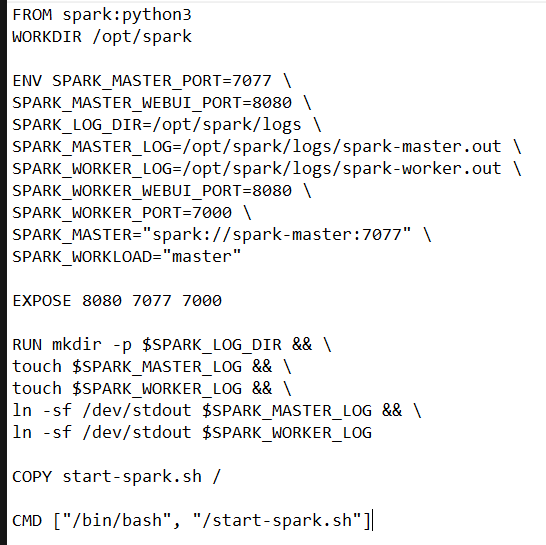 FROM spark:python3
WORKDIR /opt/spark

ENV SPARK_MASTER_PORT=7077 \
SPARK_MASTER_WEBUI_PORT=8080 \
SPARK_LOG_DIR=/opt/spark/logs \
SPARK_MASTER_LOG=/opt/spark/logs/spark-master.out \
SPARK_WORKER_LOG=/opt/spark/logs/spark-worker.out \
SPARK_WORKER_WEBUI_PORT=8080 \
SPARK_WORKER_PORT=7000 \
SPARK_MASTER="spark://spark-master:7077" \
SPARK_WORKLOAD="master"

EXPOSE 8080 7077 7000

RUN mkdir -p $SPARK_LOG_DIR && \
touch $SPARK_MASTER_LOG && \
touch $SPARK_WORKER_LOG && \
ln -sf /dev/stdout $SPARK_MASTER_LOG && \
ln -sf /dev/stdout $SPARK_WORKER_LOG

COPY start-spark.sh /

CMD ["/bin/bash", "/start-spark.sh"]